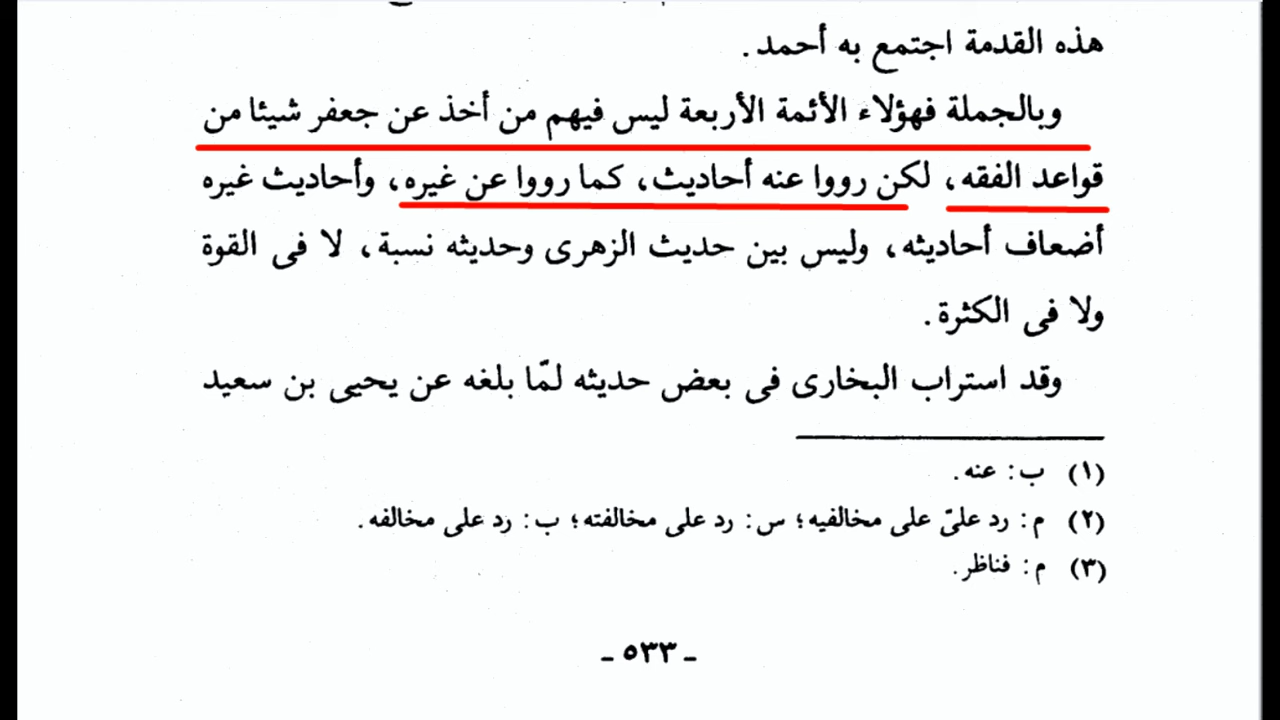 هذه القدمة اجتمع به أحمد.
وبالجملة فهؤلاء الأئمة الأربعة ليس فيهم من أخذ عن جعفر شيئا من
قواعد الفقه، لكن رووا عنه أحاديث، كما رووا عن غيره، وأحاديث غيره
أضعاف أحاديثه، وليس بين حديث الزهرى وحديثه نسبة، لا فى القوة
ولا فى الكثرة.
وقد استراب البخارى فى بعض حديثه لمّا بلغه عن يحيى بن سعيد
(١) ب: عنه.
(٢) م: رد علىّ على مخالفيه؛ س: رد على مخالفته؛ ب: رد على مخالفه.
(٣) م: فناظر.
- ٥٣٣ -